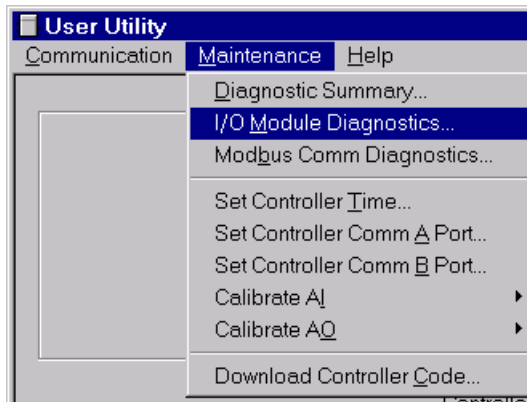 User Utility
Communication Maintenance Help
Diagnostic Summary...
I/O Module Diagnostics...
Modbus Comm Diagnostics...
Set Controller Time...
Set Controller Comm A Port...
Set Controller Comm B Port...
Calibrate AI
Calibrate AO
Download Controller Code...